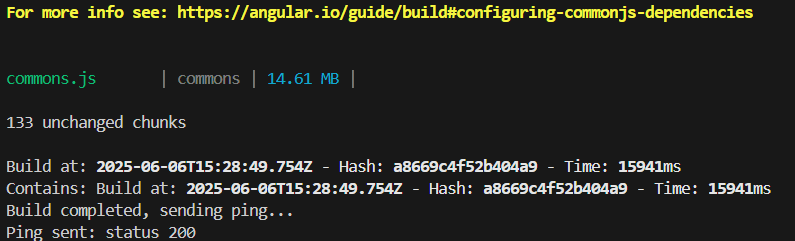 For more info see: https://angular.io/guide/build#configuring-commonjs-dependencies
commons.js | commons | 14.61 MB |
133 unchanged chunks
Build at: 2025-06-06T15:28:49.754Z - Hash: a8669c4f52b404a9 - Time: 15941ms
Contains: Build at: 2025-06-06T15:28:49.754Z - Hash: a8669c4f52b404a9 - Time: 15941ms
Build completed, sending ping...
Ping sent: status 200